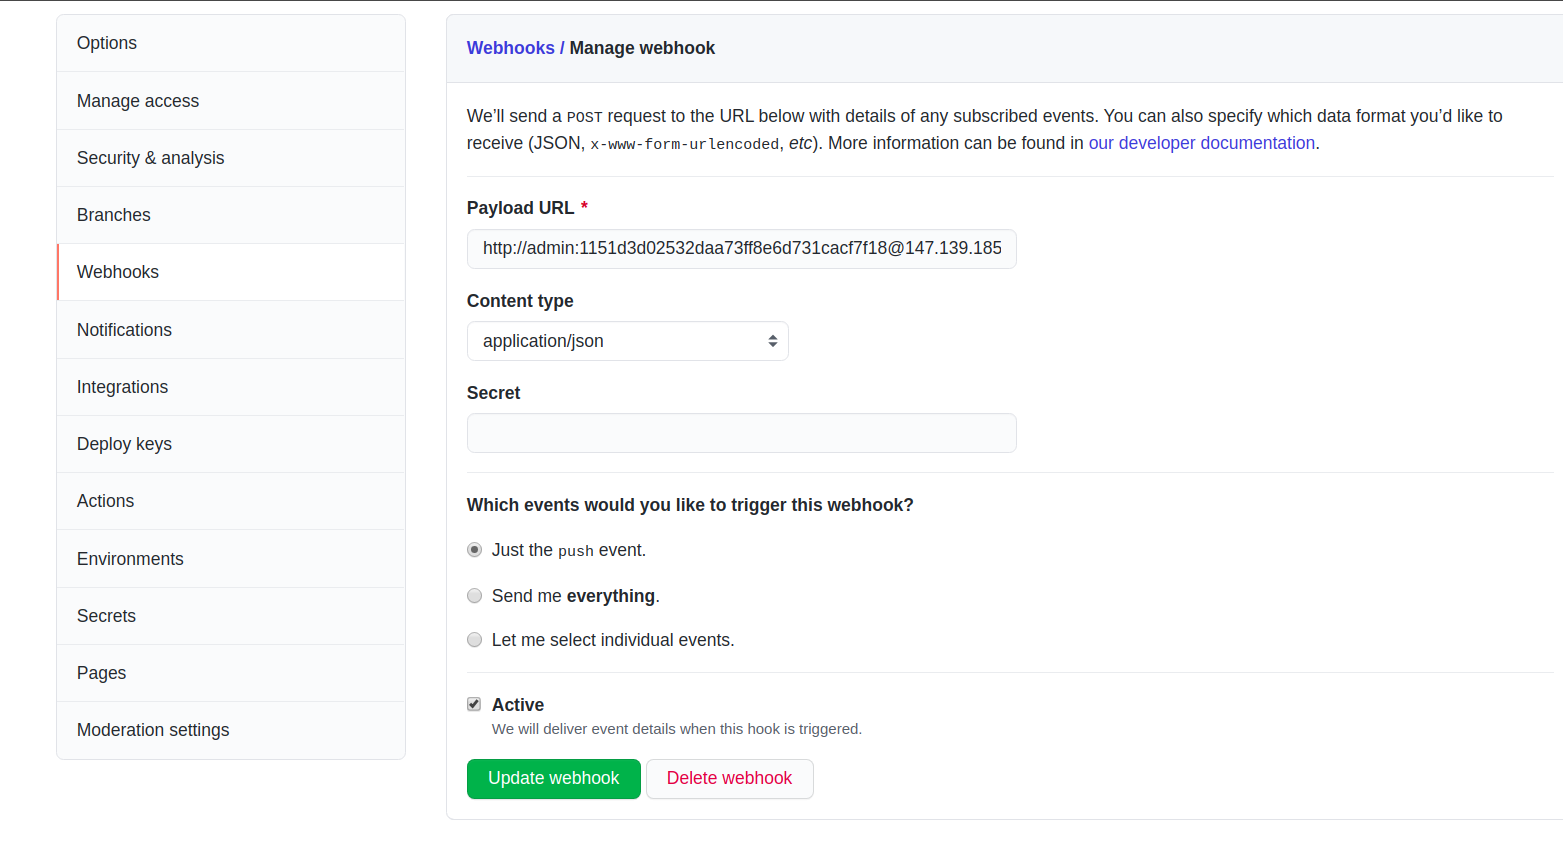 Options
Manage access
Security & analysis
Branches
Webhooks
Notifications
Integrations
Deploy keys
Actions
Environments
Secrets
Pages
Moderation settings
Webhooks / Manage webhook
We’ll send a POST request to the URL below with details of any subscribed events. You can also specify which data format you’d like to
receive (JSON, x-www-form-urlencoded, etc). More information can be found in our developer documentation.
Payload URL *
http://admin:1151d3d02532daa73ff8e6d731cacf7f18@147.139.185
Content type
application/json
Secret
Which events would you like to trigger this webhook?
Just the push event.
Send me everything.
Let me select individual events.
Active
We will deliver event details when this hook is triggered.
Update webhook
Delete webhook